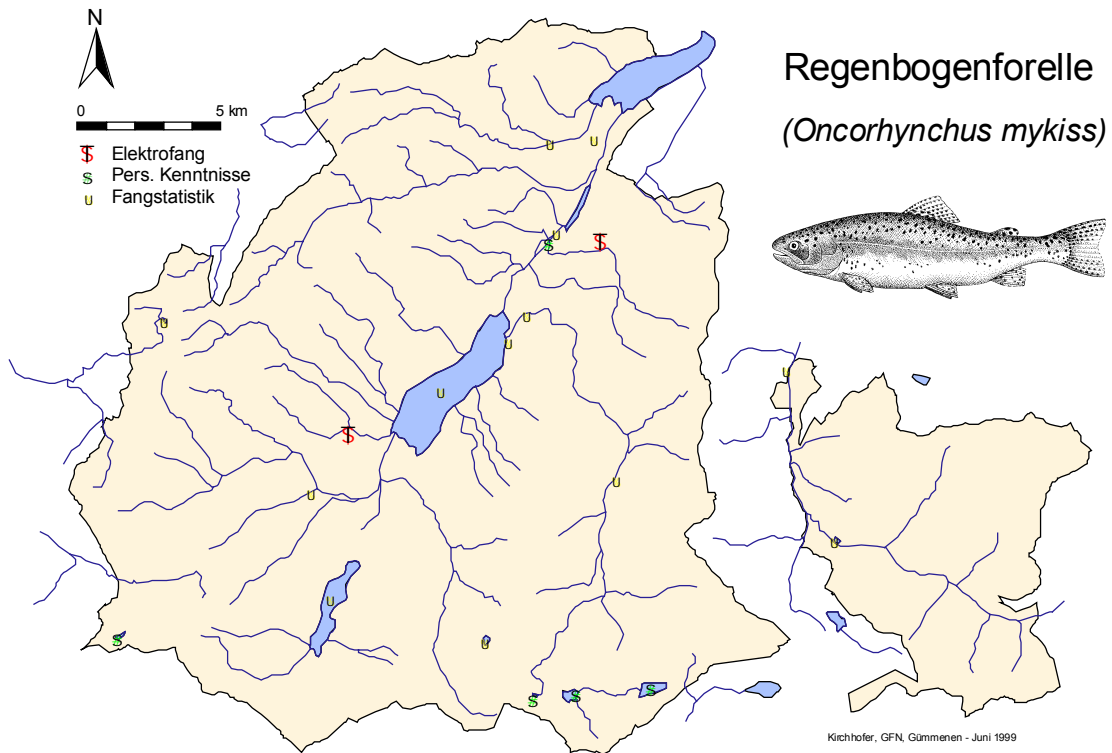 N
0 5 km
$ Elektrofang
S Pers. Kenntnisse
U Fangstatistik
Regenbogenforelle
(Oncorhynchus mykiss)
U U
U
S $
U U
U
U
U
$
U U
U
U
S U
S S S
Kirchhofer, GFN, Gümmenen - Juni 1999